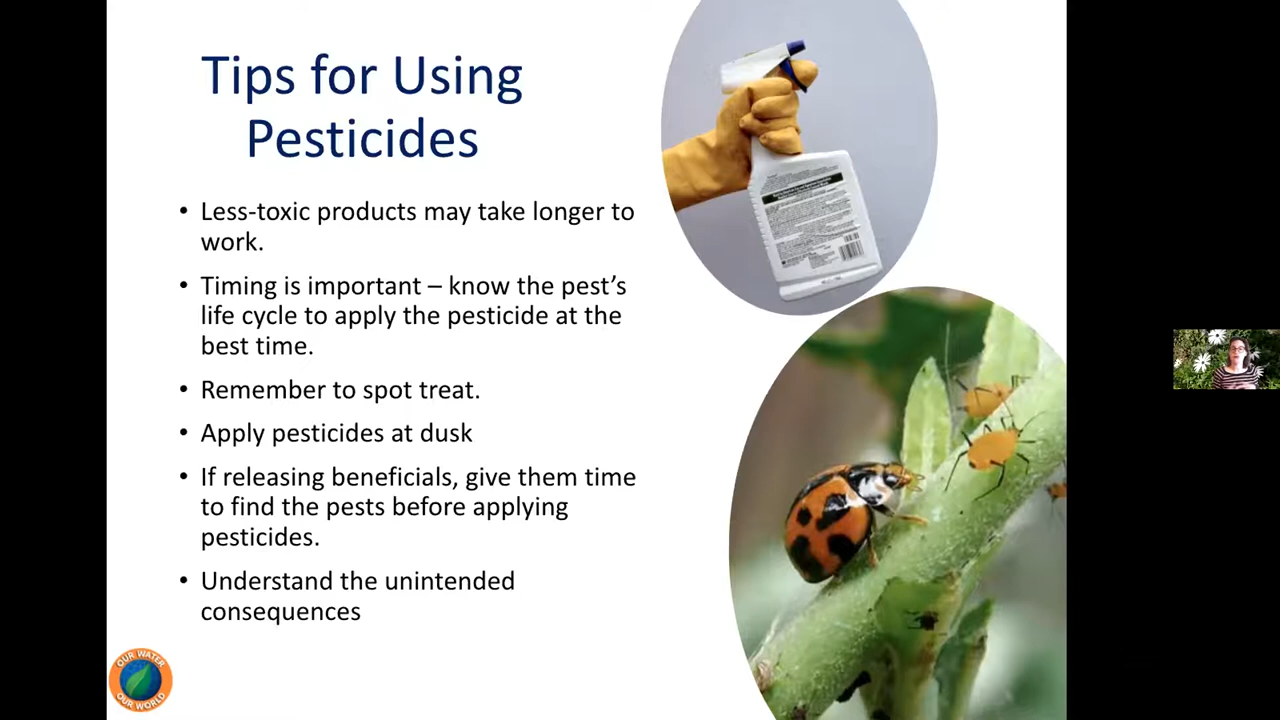 Tips for Using
Pesticides
• Less-toxic products may take longer to
work.
• Timing is important – know the pest’s
life cycle to apply the pesticide at the
best time.
• Remember to spot treat.
• Apply pesticides at dusk
• If releasing beneficials, give them time
to find the pests before applying
pesticides.
• Understand the unintended
consequences
OUR WATER
OUR WORLD